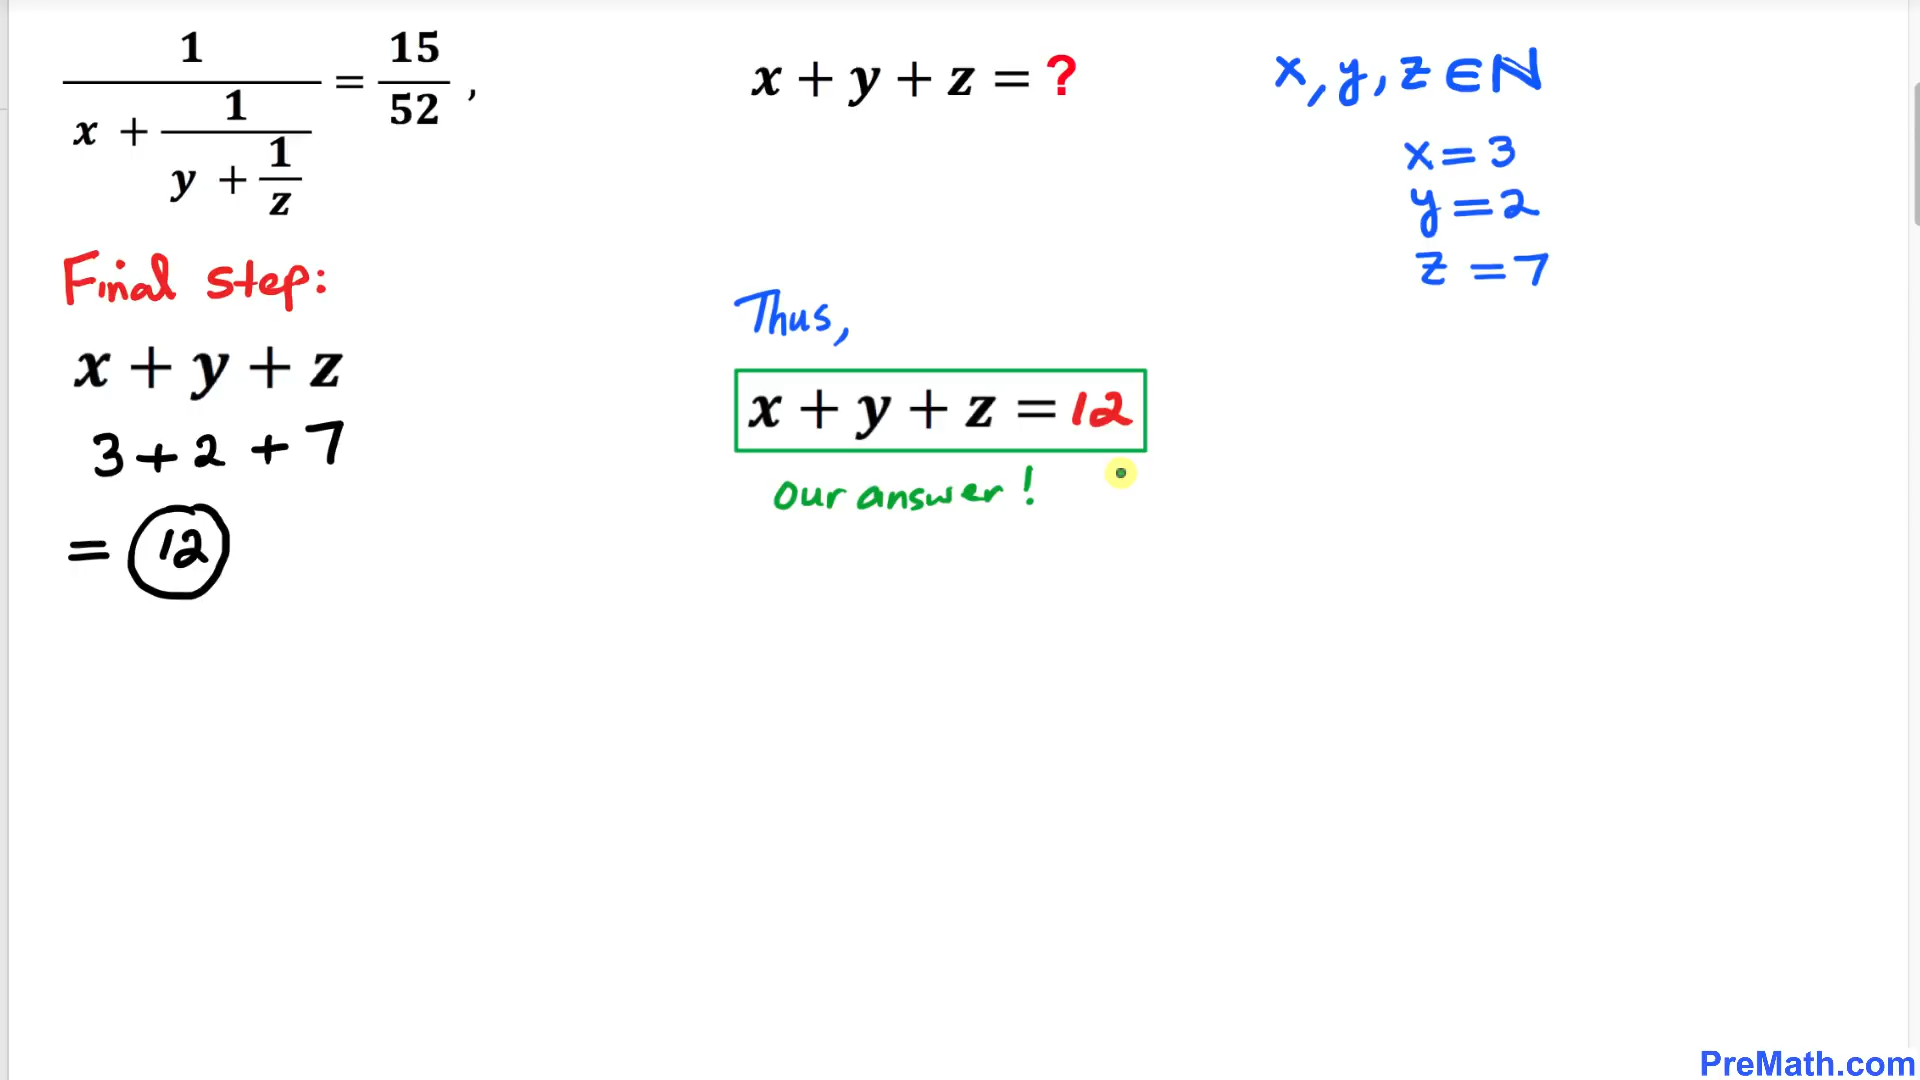 1 / (x + 1 / (y + 1/z)) = 15/52 ,
x + y + z = ?
x, y, z ∈ ℕ
x = 3
y = 2
z = 7
Final step:
x + y + z
3 + 2 + 7
= 12
Thus,
x + y + z = 12
our answer!
PreMath.com